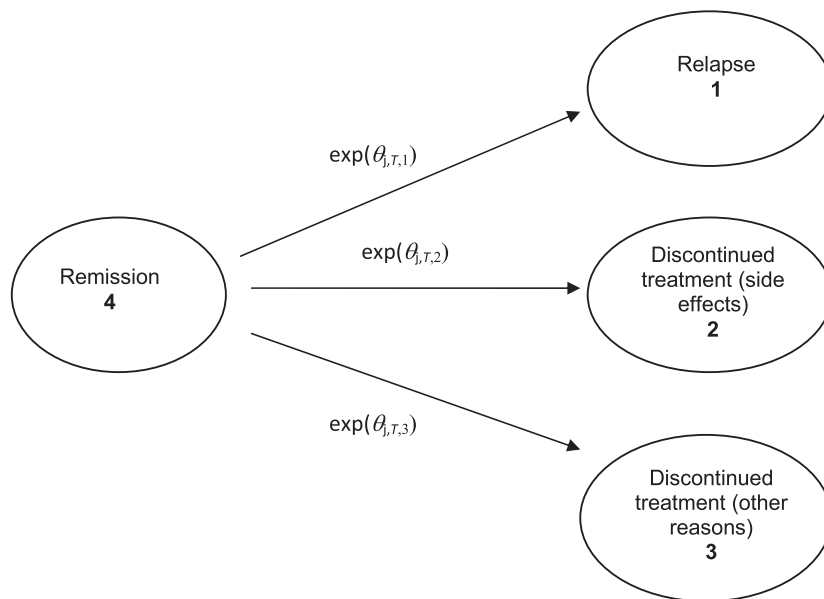 Relapse
1
exp(θj,T,1)
exp(θj,T,2)
Remission
4
Discontinued
treatment (side
effects)
2
exp(θj,T,3)
Discontinued
treatment (other
reasons)
3